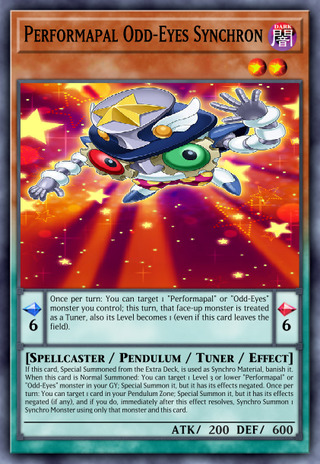 Performapal Odd-Eyes Synchron
DARK
闇
Once per turn: You can target 1 "Performapal" or "Odd-Eyes"
monster you control; this turn, that face-up monster is treated
as a Tuner, also its Level becomes 1 (even if this card leaves the
field).
6
6
[Spellcaster / Pendulum / Tuner / Effect]
If this card, Special Summoned from the Extra Deck, is used as Synchro Material, banish it.
When this card is Normal Summoned: You can target 1 Level 3 or lower "Performapal" or
"Odd-Eyes" monster in your GY; Special Summon it, but it has its effects negated. Once per
turn: You can target 1 card in your Pendulum Zone; Special Summon it, but it has its effects
negated (if any), and if you do, immediately after this effect resolves, Synchro Summon 1
Synchro Monster using only that monster and this card.
ATK/ 200 DEF/ 600